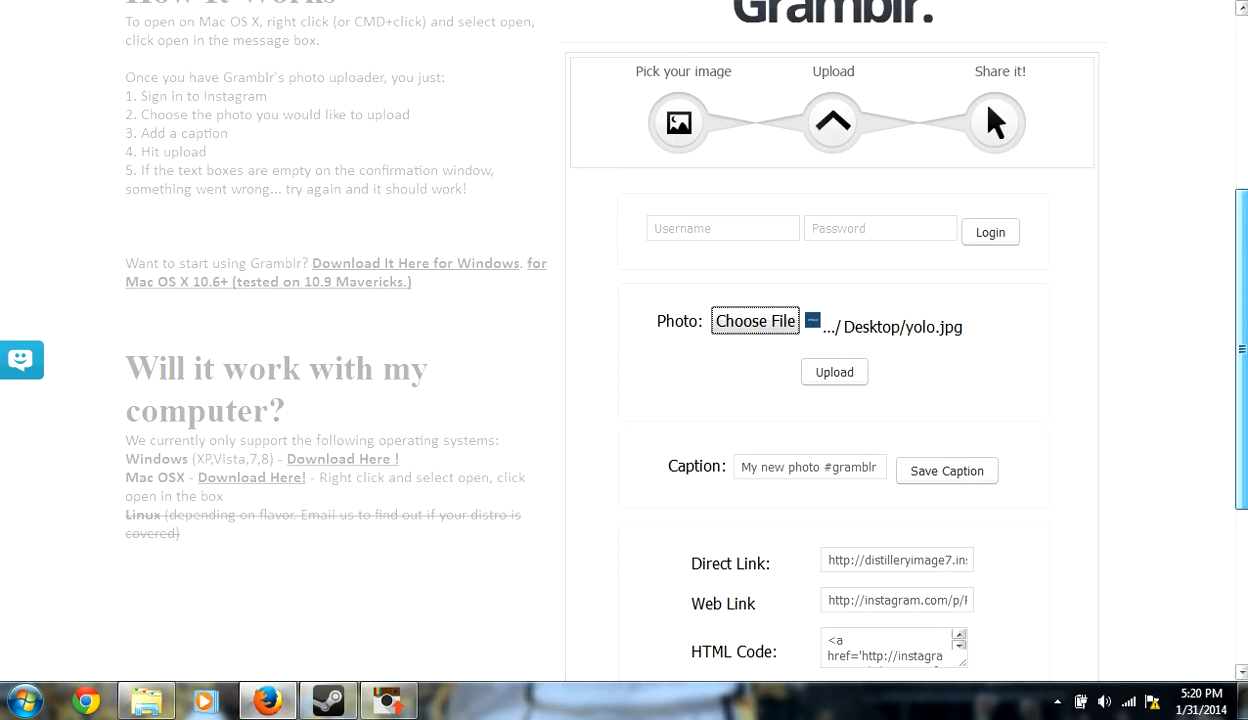 How It Works
To open on Mac OS X, right click (or CMD+click) and select open,
click open in the message box.
Once you have Gramblr's photo uploader, you just:
1. Sign in to Instagram
2. Choose the photo you would like to upload
3. Add a caption
4. Hit upload
5. If the text boxes are empty on the confirmation window,
something went wrong... try again and it should work!
Want to start using Gramblr? Download It Here for Windows. for
Mac OS X 10.6+ (tested on 10.9 Mavericks.)
Will it work with my
computer?
We currently only support the following operating systems:
Windows (XP,Vista,7,8) - Download Here !
Mac OSX - Download Here! - Right click and select open, click
open in the box
Linux (depending on flavor. Email us to find out if your distro is
covered)
Gramblr.
Pick your image Upload Share it!
Username Password Login
Photo: Choose File .../ Desktop/yolo.jpg
Upload
Caption: My new photo #gramblr Save Caption
Direct Link: http://distilleryimage7.in
Web Link http://instagram.com/p/
HTML Code: <a
href='http://instagra
5:20 PM
1/31/2014